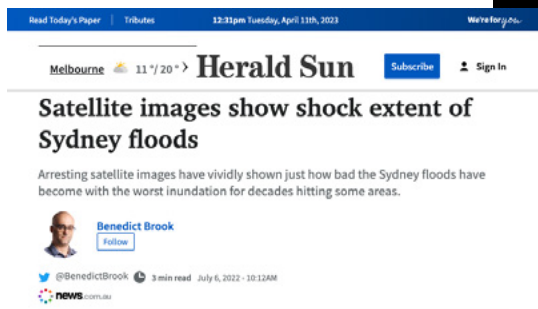 Read Today's Paper Tributes 12:31pm Tuesday, April 11th, 2023 We're for you
Melbourne 11°/20° > Herald Sun Subscribe Sign In
Satellite images show shock extent of
Sydney floods
Arresting satellite images have vividly shown just how bad the Sydney floods have
become with the worst inundation for decades hitting some areas.
Benedict Brook
Follow
@BenedictBrook 3 min read July 6, 2022 - 10:12AM
news.com.au